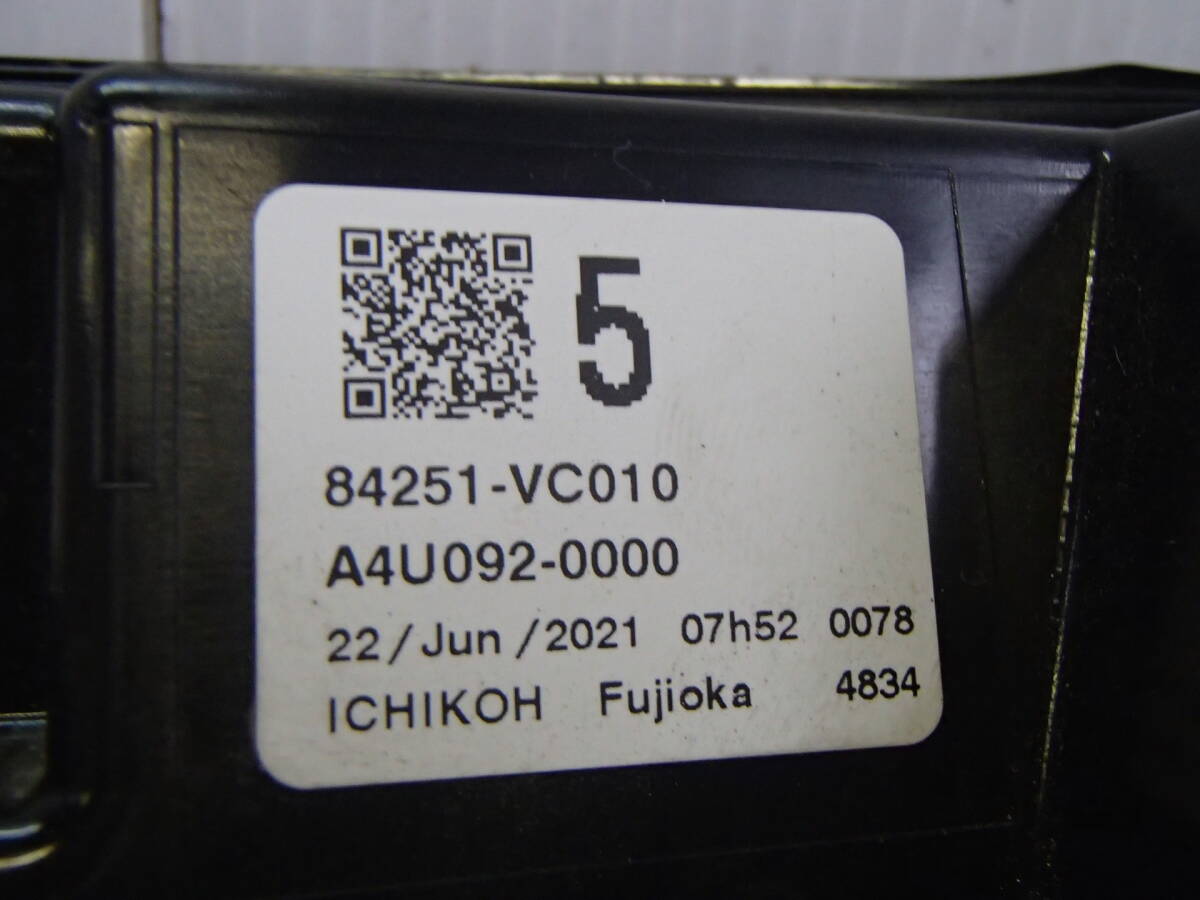 5
84251-VC010
A4U092-0000
22/Jun/2021 07h52 0078
ICHIKOH Fujioka 4834